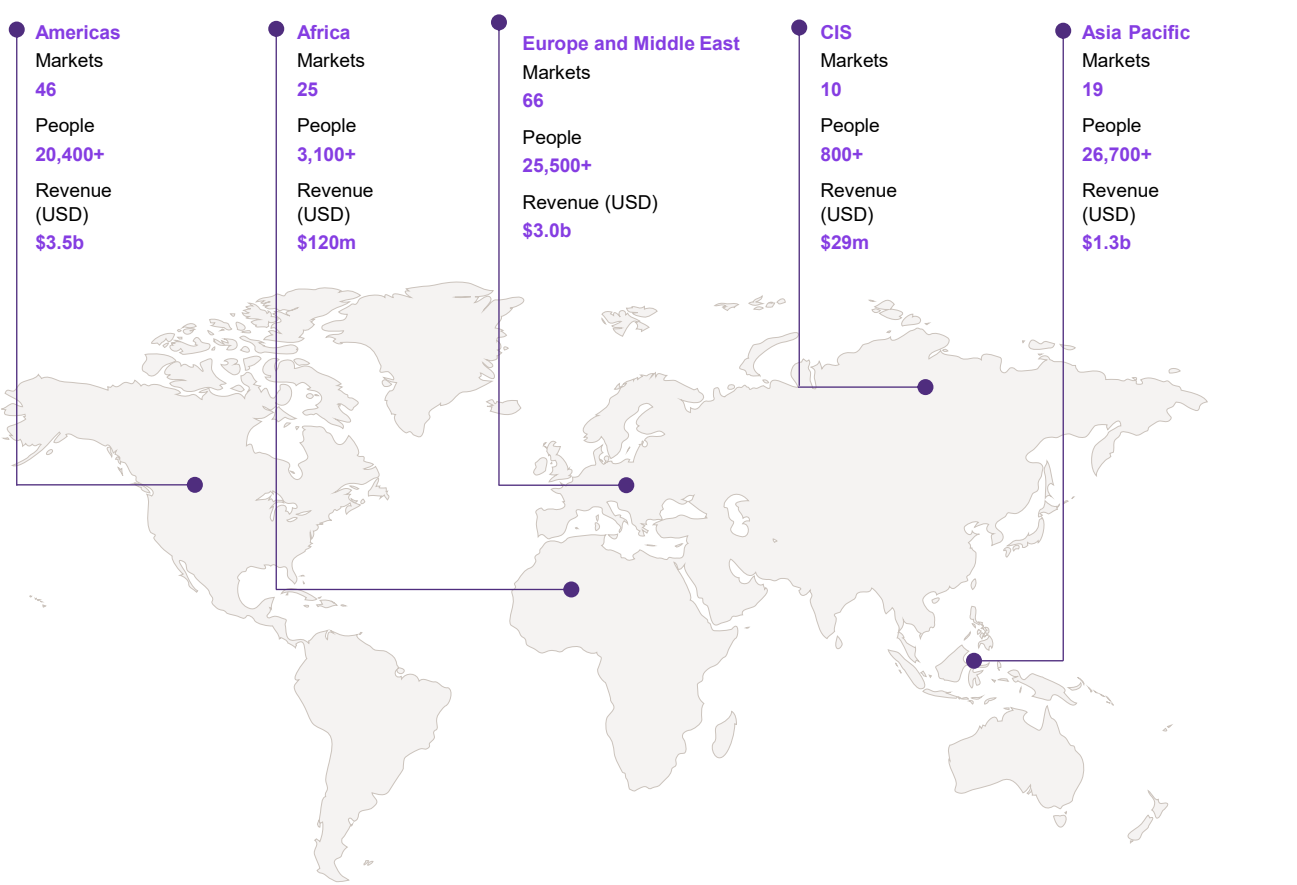 Americas
Markets
46
People
20,400+
Revenue
(USD)
$3.5b
Africa
Markets
25
People
3,100+
Revenue
(USD)
$120m
Europe and Middle East
Markets
66
People
25,500+
Revenue (USD)
$3.0b
CIS
Markets
10
People
800+
Revenue
(USD)
$29m
Asia Pacific
Markets
19
People
26,700+
Revenue
(USD)
$1.3b